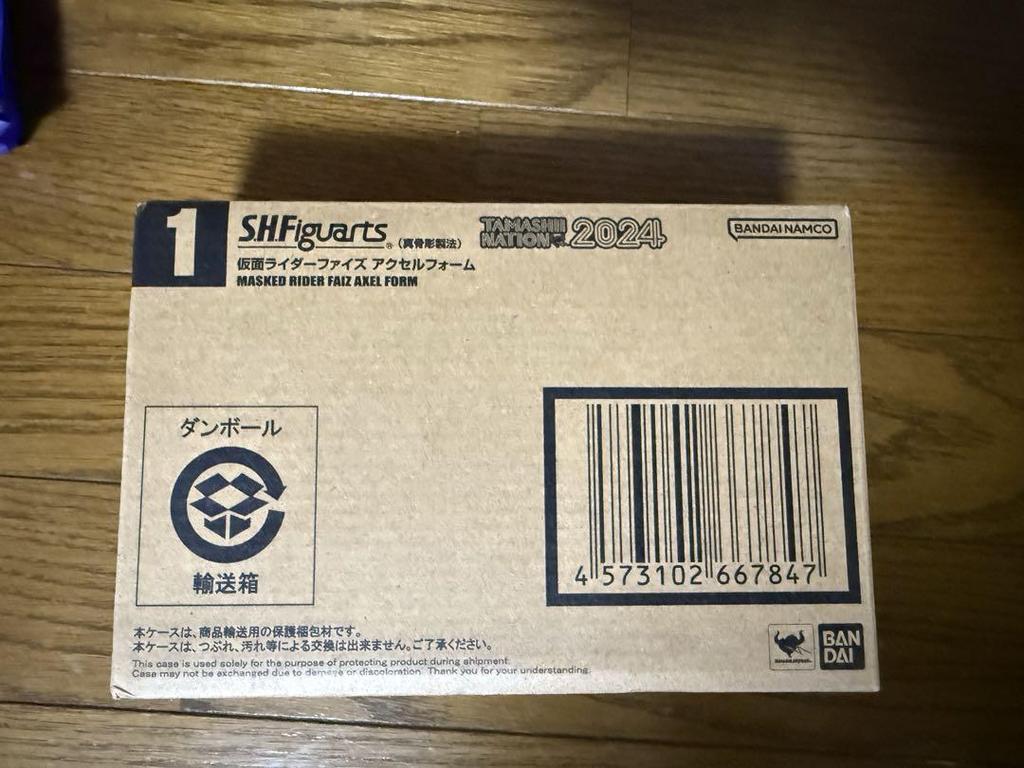 1
S.H.Figuarts® (真骨彫製法)
TAMASHII NATION 2024
BANDAI NAMCO
仮面ライダーファイズ アクセルフォーム
MASKED RIDER FAIZ AXEL FORM
ダンボール
輸送箱
4 573102 667847
本ケースは、商品輸送用の保護梱包材です。
本ケースは、つぶれ、汚れ等による交換は出来ません。ご了承ください。
This case is used solely for the purpose of protecting product during shipment.
Case may not be exchanged due to damage or discoloration. Thank you for your understanding.
BAN
DAI